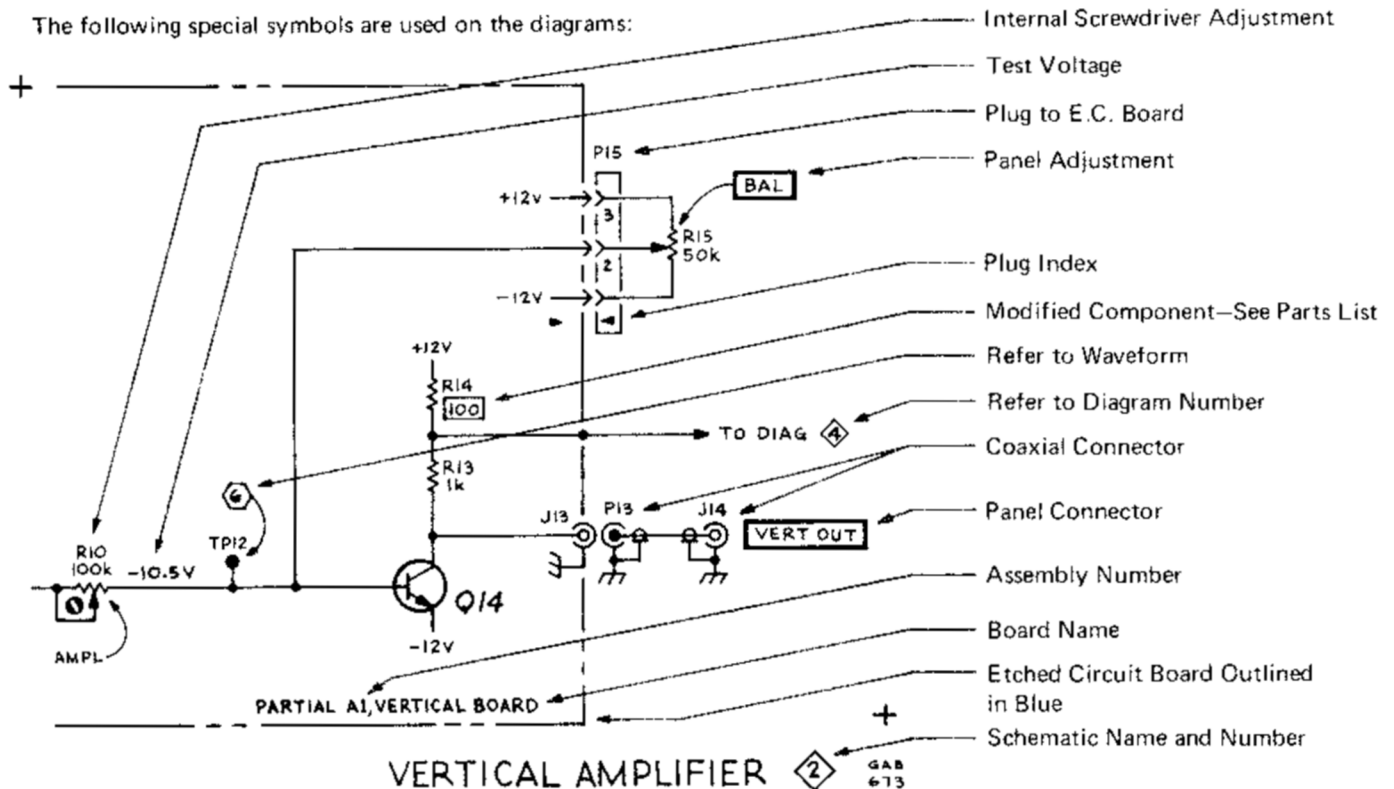 The following special symbols are used on the diagrams:
Internal Screwdriver Adjustment
Test Voltage
Plug to E.C. Board
Panel Adjustment
Plug Index
Modified Component—See Parts List
Refer to Waveform
Refer to Diagram Number
Coaxial Connector
Panel Connector
Assembly Number
Board Name
Etched Circuit Board Outlined
in Blue
Schematic Name and Number
P15
BAL
+12V
3
R15
50k
2
-12V
+12V
R14
100
TO DIAG 4
R13
1k
6
J13
P13
J14
VERT OUT
TP12
R10
100k
-10.5V
Q14
-12V
AMPL
PARTIAL A1, VERTICAL BOARD
VERTICAL AMPLIFIER 2
GAB
673